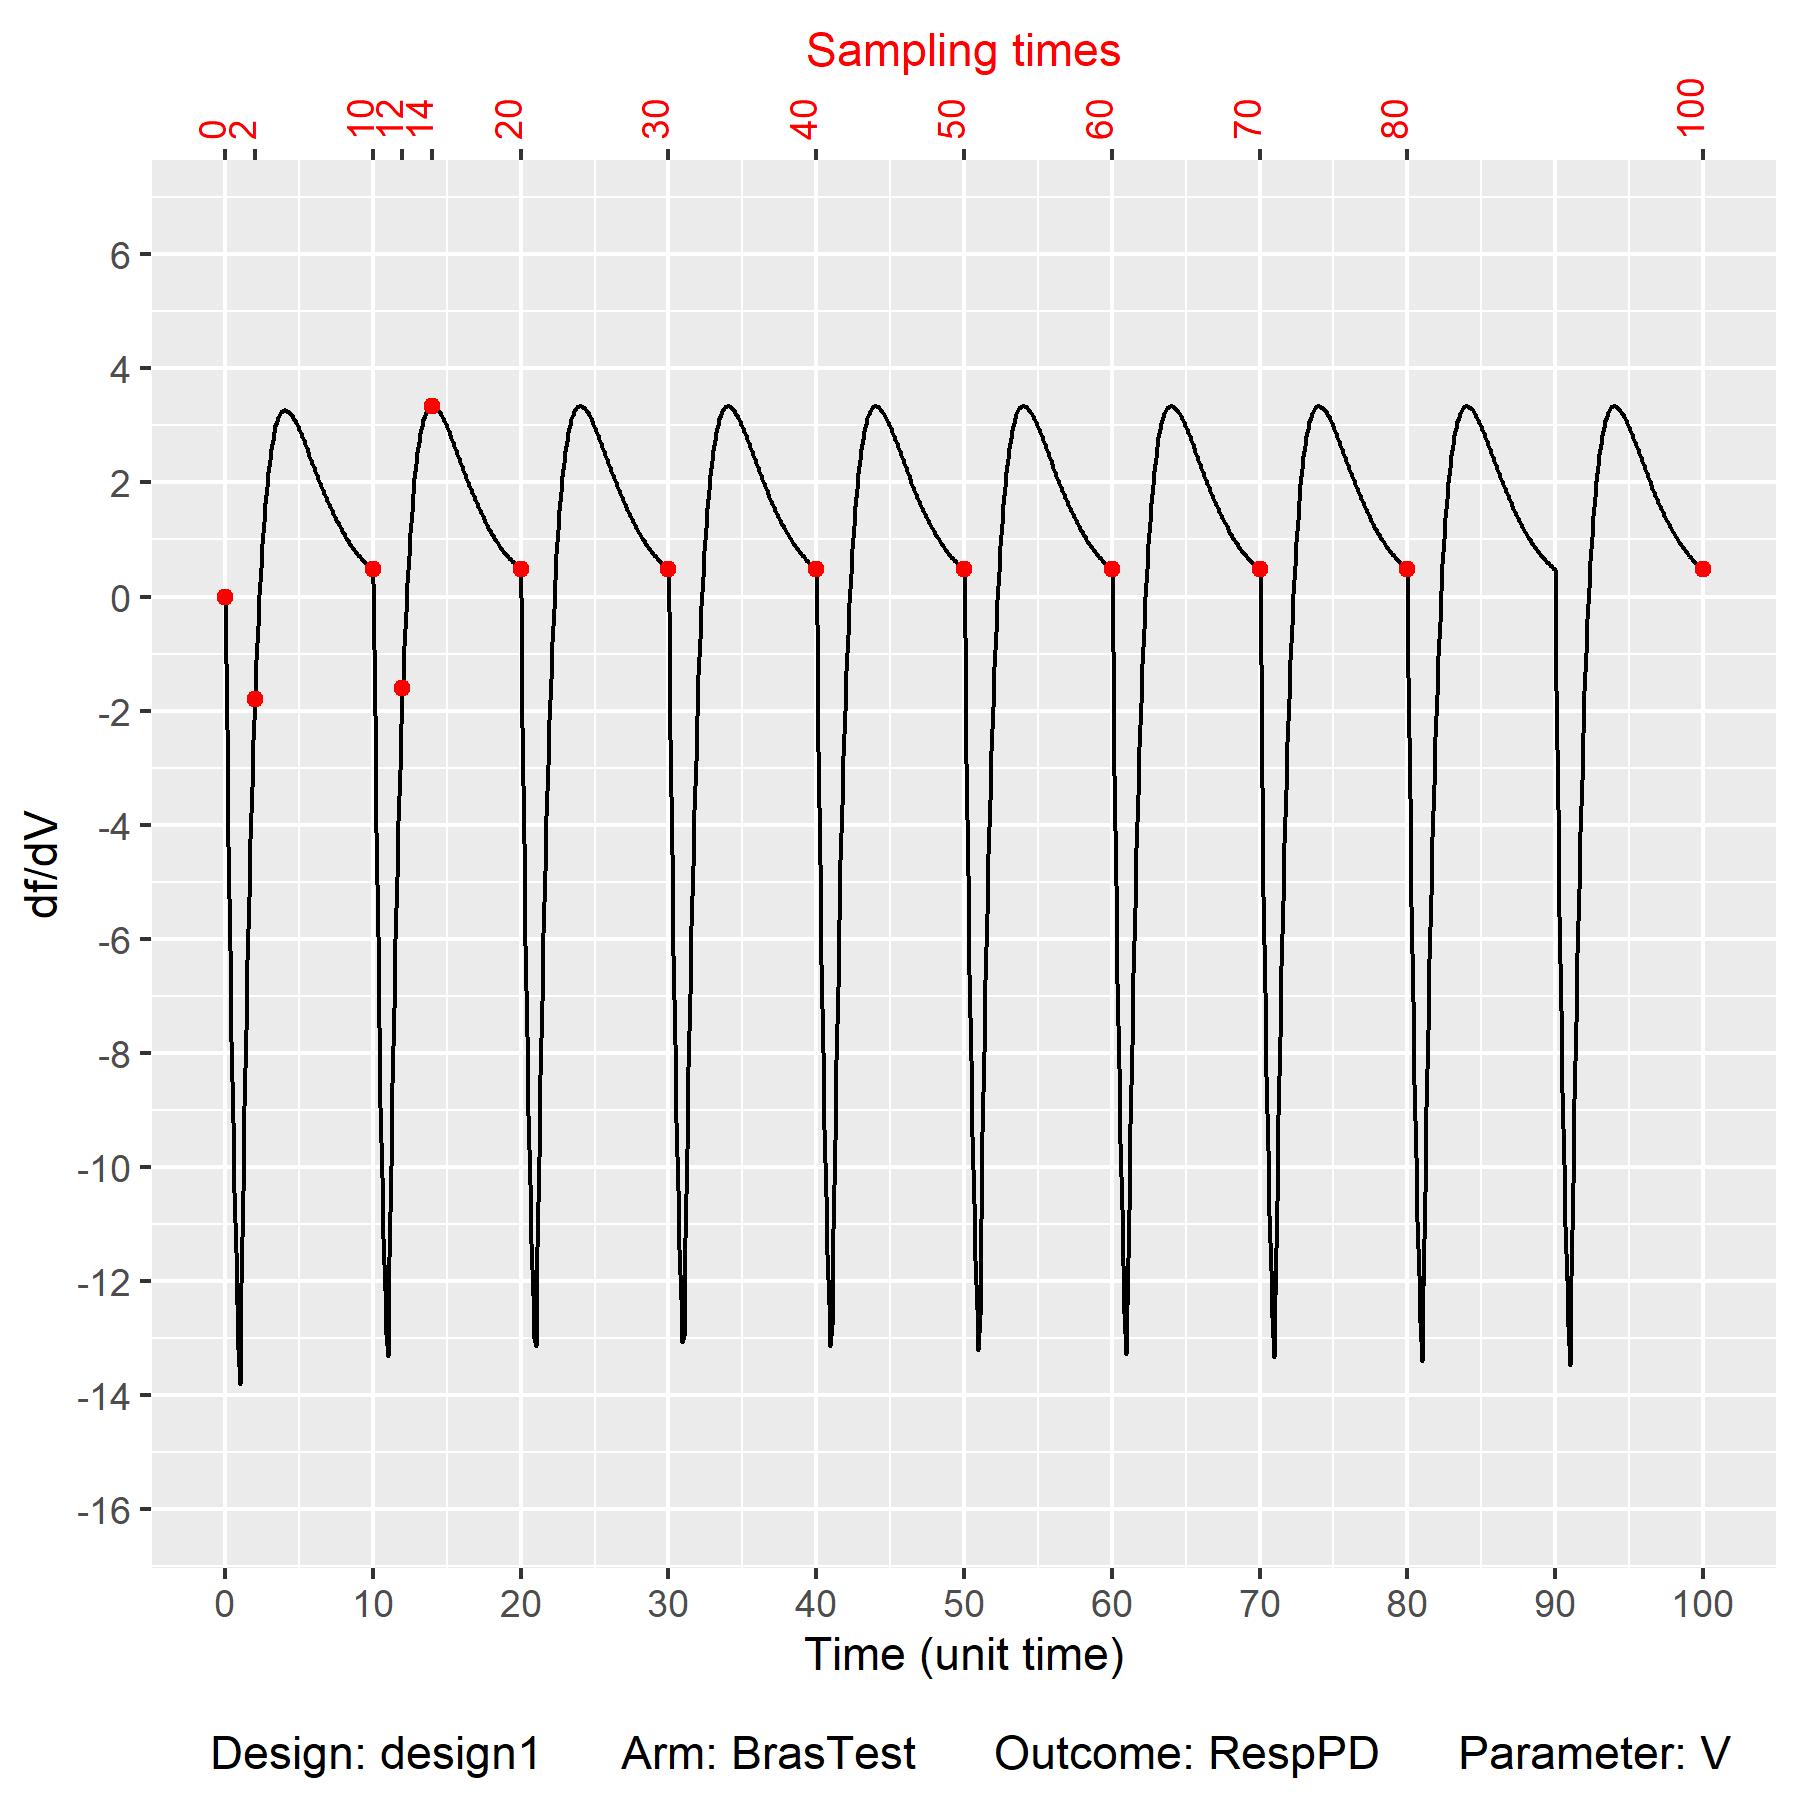 Sampling times
0 2 10 12 14 20 30 40 50 60 70 80 100
6
4
2
0
-2
-4
-6
-8
-10
-12
-14
-16
df/dV
0 10 20 30 40 50 60 70 80 90 100
Time (unit time)
Design: design1 Arm: BrasTest Outcome: RespPD Parameter: V